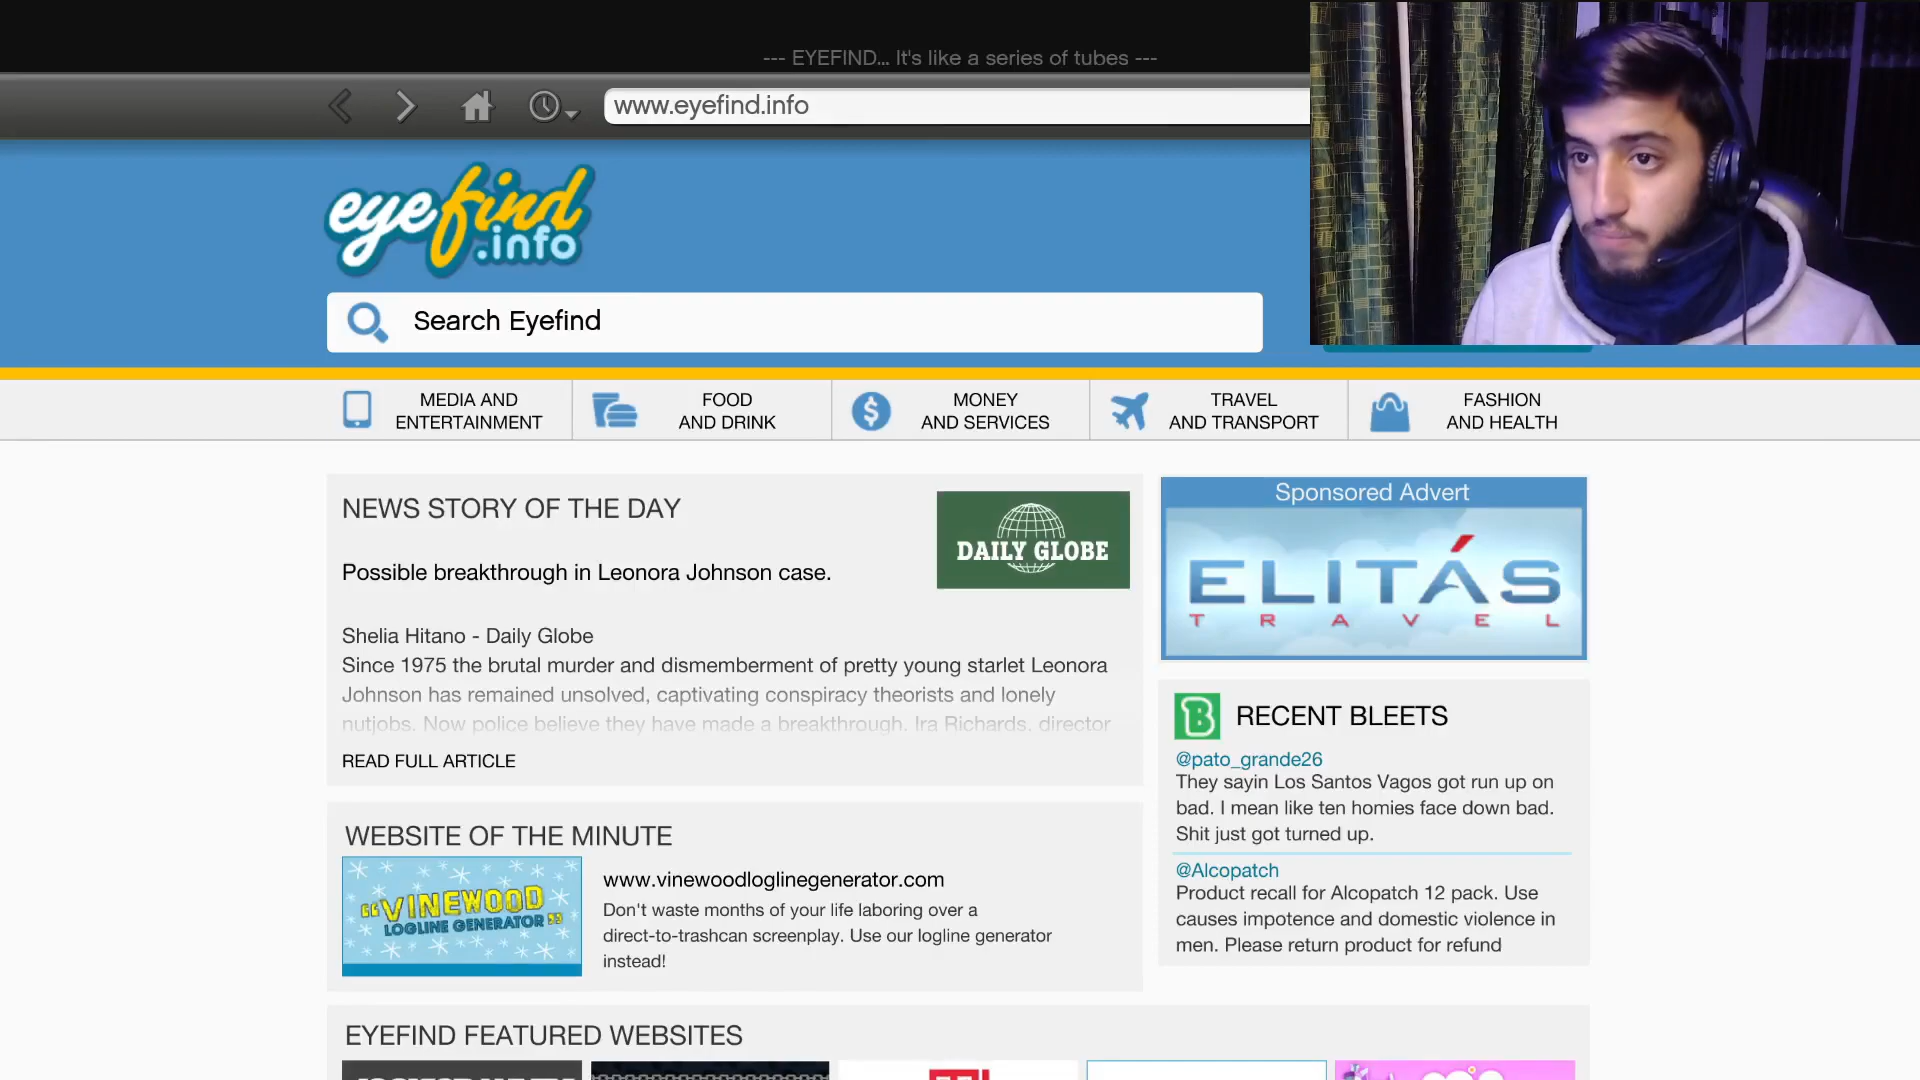 --- EYEFIND... It's like a series of tubes ---
www.eyefind.info
eyefind
.info
Search Eyefind
MEDIA AND
ENTERTAINMENT
FOOD
AND DRINK
MONEY
AND SERVICES
TRAVEL
AND TRANSPORT
FASHION
AND HEALTH
NEWS STORY OF THE DAY
DAILY GLOBE
Possible breakthrough in Leonora Johnson case.
Shelia Hitano - Daily Globe
Since 1975 the brutal murder and dismemberment of pretty young starlet Leonora
Johnson has remained unsolved, captivating conspiracy theorists and lonely
nutjobs. Now police believe they have made a breakthrough. Ira Richards, director
READ FULL ARTICLE
Sponsored Advert
ELITÁS
TRAVEL
RECENT BLEETS
@pato_grande26
They sayin Los Santos Vagos got run up on
bad. I mean like ten homies face down bad.
Shit just got turned up.
@Alcopatch
Product recall for Alcopatch 12 pack. Use
causes impotence and domestic violence in
men. Please return product for refund
WEBSITE OF THE MINUTE
"VINEWOOD
LOGLINE GENERATOR"
www.vinewoodloglinegenerator.com
Don't waste months of your life laboring over a
direct-to-trashcan screenplay. Use our logline generator
instead!
EYEFIND FEATURED WEBSITES